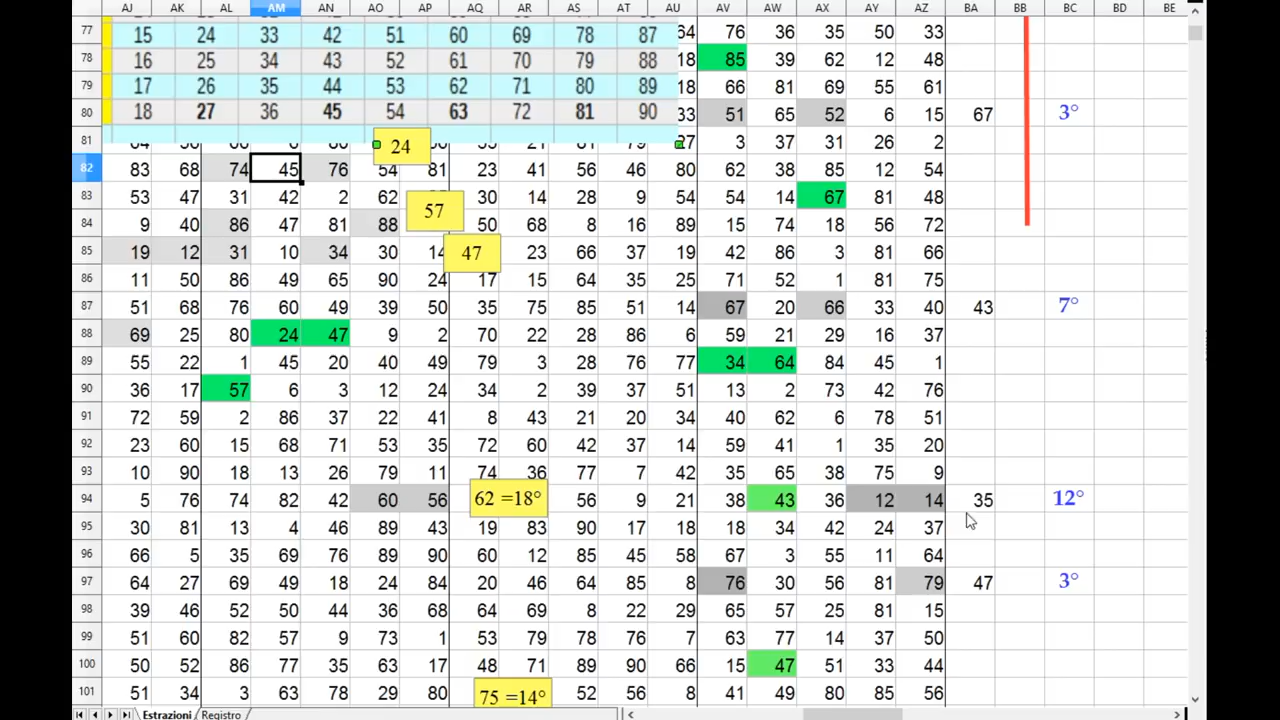 AJ AK AL AM AN AO AP AQ AR AS AT AU AV AW AX AY AZ BA BB BC BD BE
77 15 24 33 42 51 60 69 78 87 64 76 36 35 50 33
78 16 25 34 43 52 61 70 79 88 18 85 39 62 12 48
79 17 26 35 44 53 62 71 80 89 18 66 81 69 55 61
80 18 27 36 45 54 63 72 81 90 33 51 65 52 6 15 67 3°
81 24 27 3 37 31 26 2
82 83 68 74 45 76 54 81 23 41 56 46 80 62 38 85 12 54
83 53 47 31 42 2 62 30 14 28 9 54 54 14 67 81 48
84 9 40 86 47 81 88 57 50 68 8 16 89 15 74 18 56 72
85 19 12 31 10 34 30 14 47 23 66 37 19 42 86 3 81 66
86 11 50 86 49 65 90 24 17 15 64 35 25 71 52 1 81 75
87 51 68 76 60 49 39 50 35 75 85 51 14 67 20 66 33 40 43 7°
88 69 25 80 24 47 9 2 70 22 28 86 6 59 21 29 16 37
89 55 22 1 45 20 40 49 79 3 28 76 77 34 64 84 45 1
90 36 17 57 6 3 12 24 34 2 39 37 51 13 2 73 42 76
91 72 59 2 86 37 22 41 8 43 21 20 34 40 62 6 78 51
92 23 60 15 68 71 53 35 72 60 42 37 14 59 41 1 35 20
93 10 90 18 13 26 79 11 74 36 77 7 42 35 65 38 75 9
94 5 76 74 82 42 60 56 62 =18° 56 9 21 38 43 36 12 14 35 12°
95 30 81 13 4 46 89 43 19 83 90 17 18 18 34 42 24 37
96 66 5 35 69 76 89 90 60 12 85 45 58 67 3 55 11 64
97 64 27 69 49 18 24 84 20 46 64 85 8 76 30 56 81 79 47 3°
98 39 46 52 50 44 36 68 64 69 8 22 29 65 57 25 81 15
99 51 60 82 57 9 73 1 53 79 78 76 7 63 77 14 37 50
100 50 52 86 77 35 63 17 48 71 89 90 66 15 47 51 33 44
101 51 34 3 63 78 29 80 75 =14° 52 56 8 41 49 80 85 56
Estrazioni Registro